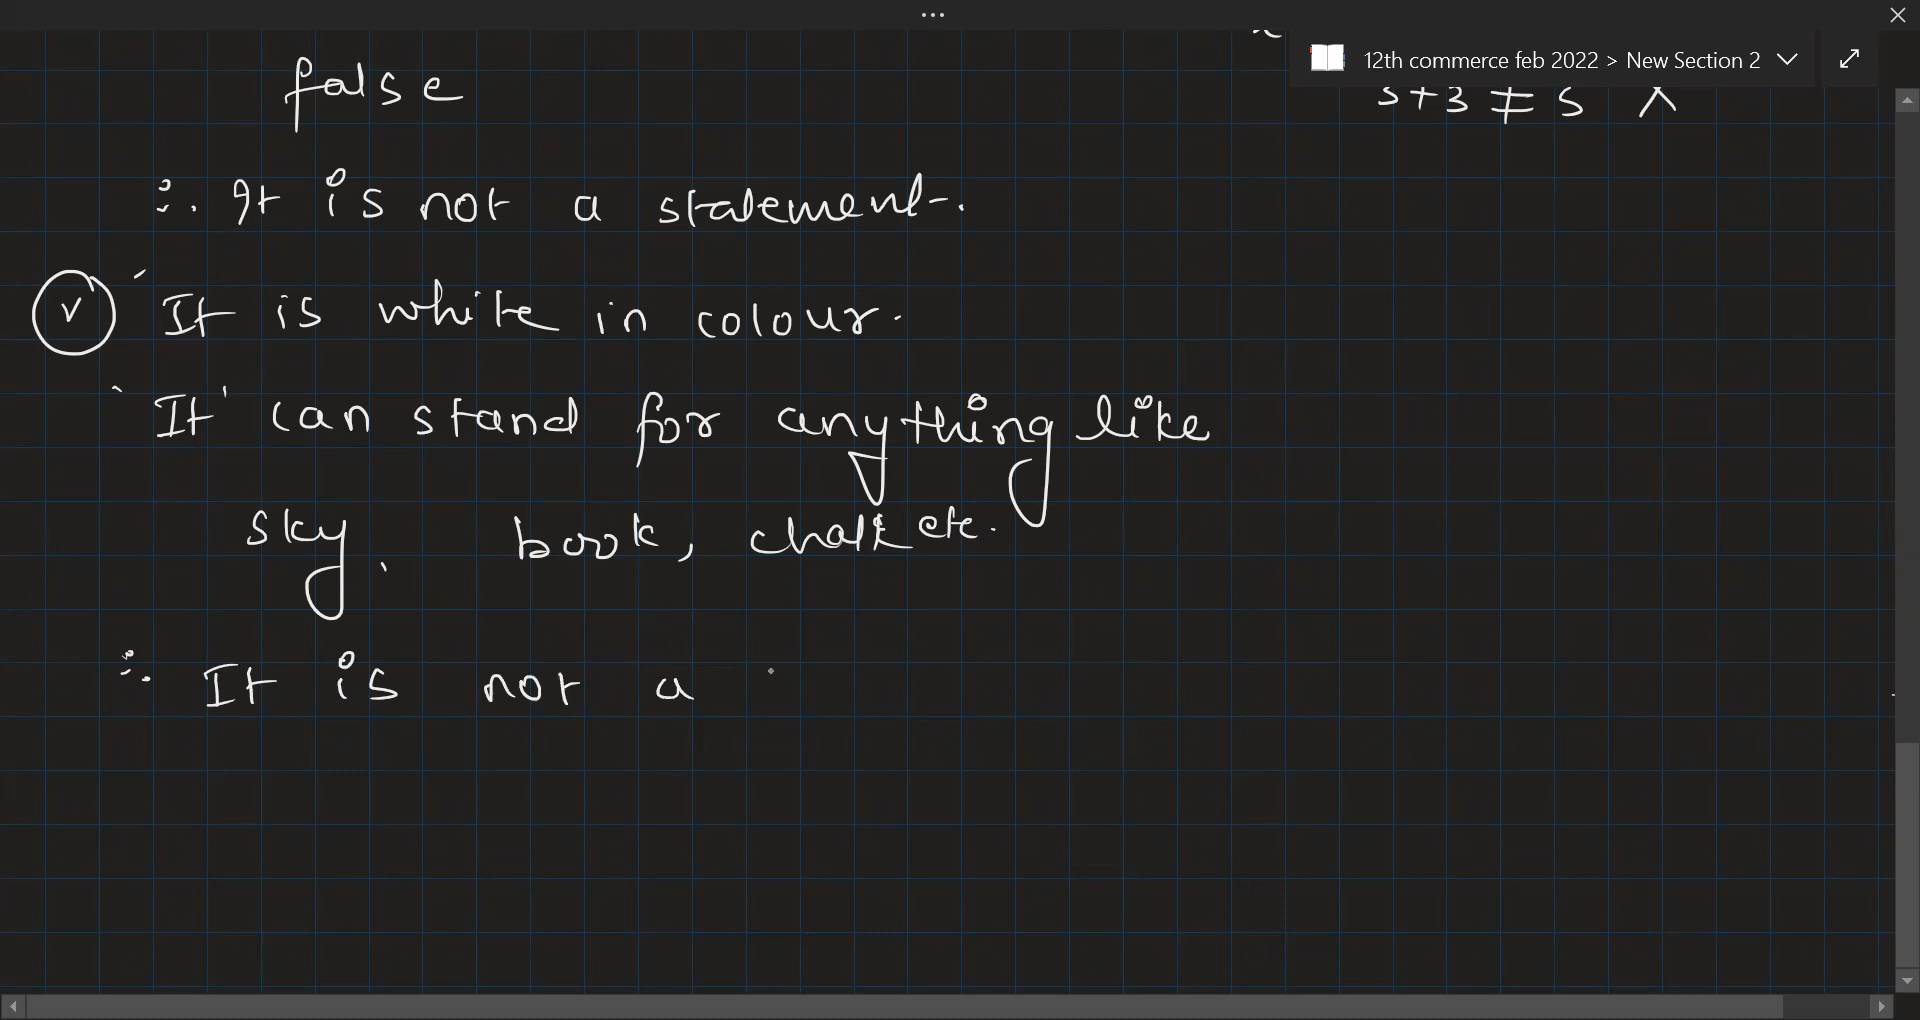 12th commerce feb 2022 > New Section 2
false
5+3 ≠ 5
∴ It is not a statement.
(v) It is white in colour.
'It' can stand for anything like
sky, book, chalk etc.
∴ It is not a